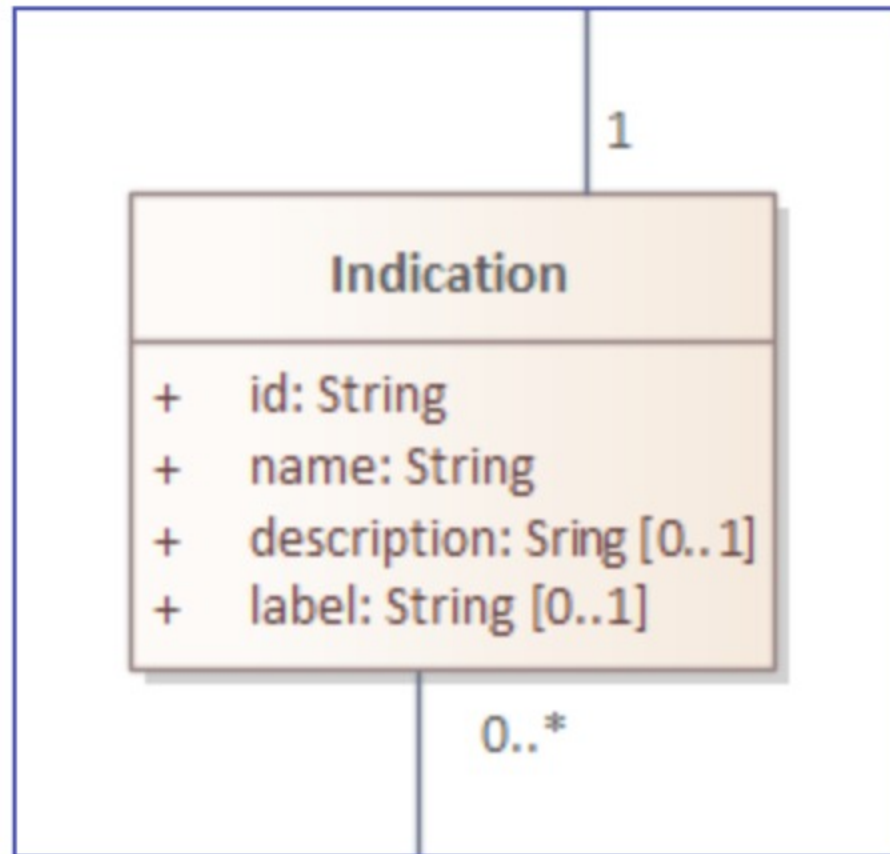 1
Indication
+ id: String
+ name: String
+ description: Sring [0..1]
+ label: String [0..1]
0..*